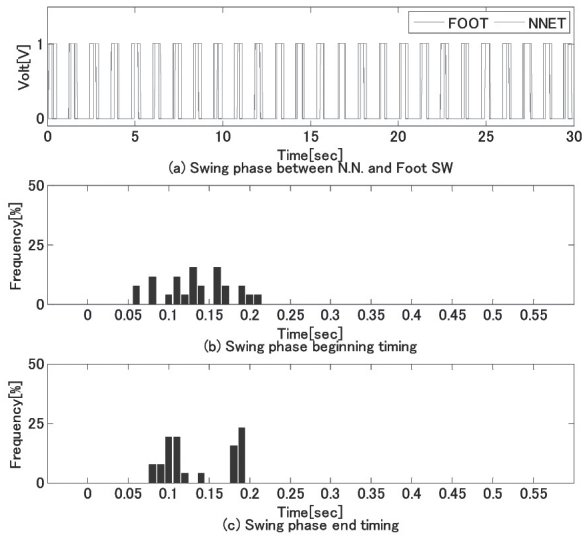 FOOT NNET
Volt[V]
1
0
0 5 10 15 20 25 30
Time[sec]
(a) Swing phase between N.N. and Foot SW
Frequency[%]
50
25
0
0 0.05 0.1 0.15 0.2 0.25 0.3 0.35 0.4 0.45 0.5 0.55
Time[sec]
(b) Swing phase beginning timing
Frequency[%]
50
25
0
0 0.05 0.1 0.15 0.2 0.25 0.3 0.35 0.4 0.45 0.5 0.55
Time[sec]
(c) Swing phase end timing